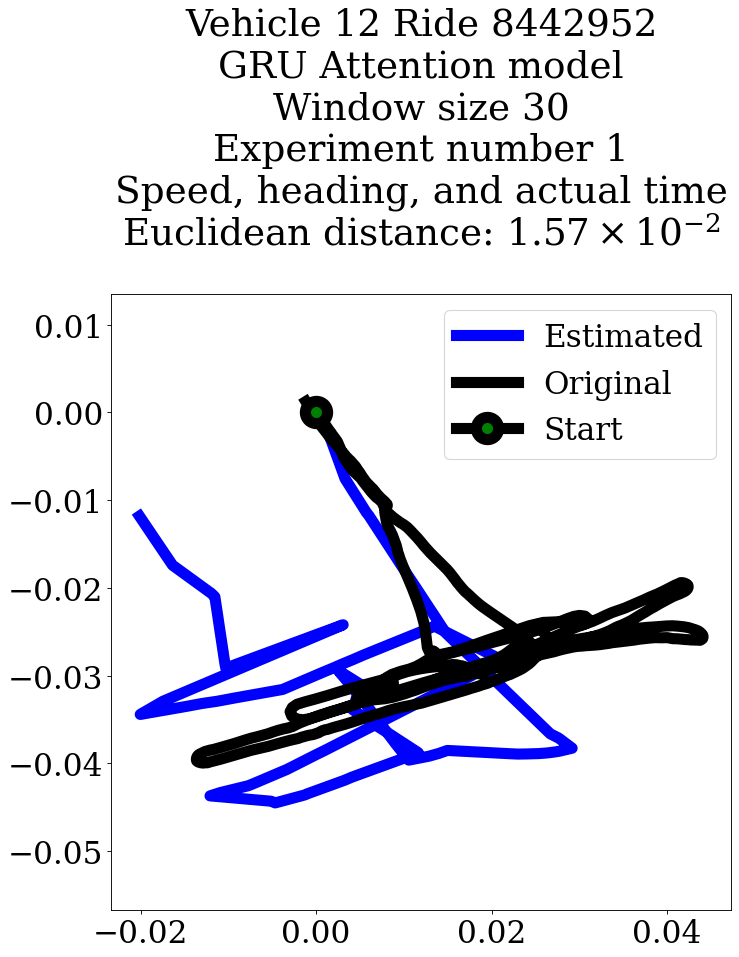 Vehicle 12 Ride 8442952
GRU Attention model
Window size 30
Experiment number 1
Speed, heading, and actual time
Euclidean distance: 1.57 × 10⁻²
Estimated
Original
Start
0.01
0.00
−0.01
−0.02
−0.03
−0.04
−0.05
−0.02
0.00
0.02
0.04